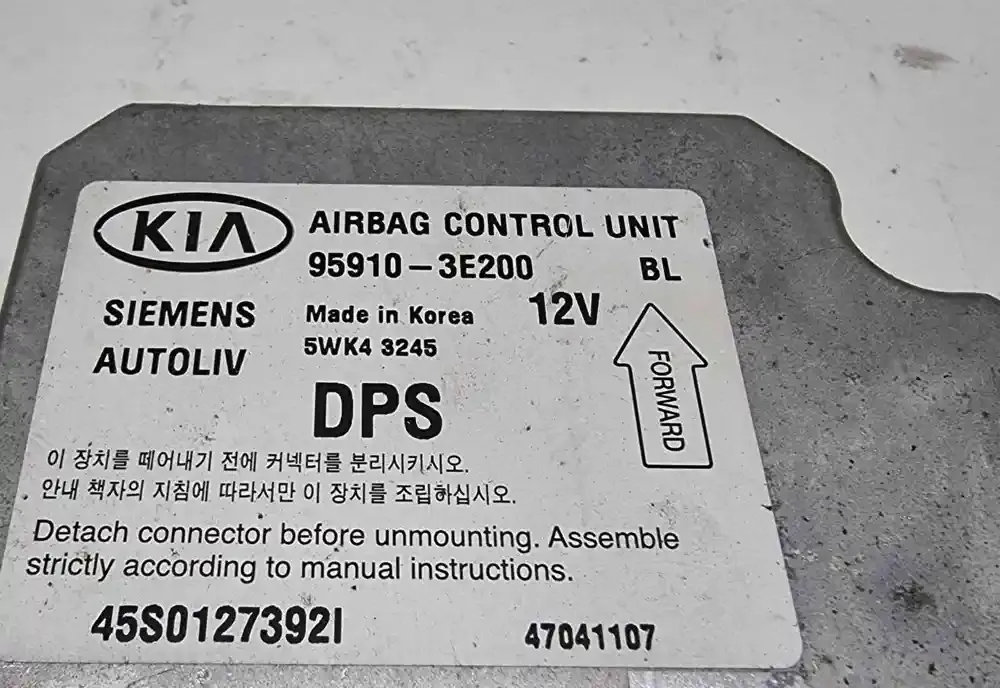 KIA AIRBAG CONTROL UNIT
95910-3E200 BL
SIEMENS Made in Korea 12V
AUTOLIV 5WK4 3245
FORWARD
DPS
이 장치를 떼어내기 전에 커넥터를 분리시키시오.
안내 책자의 지침에 따라서만 이 장치를 조립하십시오.
Detach connector before unmounting. Assemble
strictly according to manual instructions.
45S0127392I
47041107